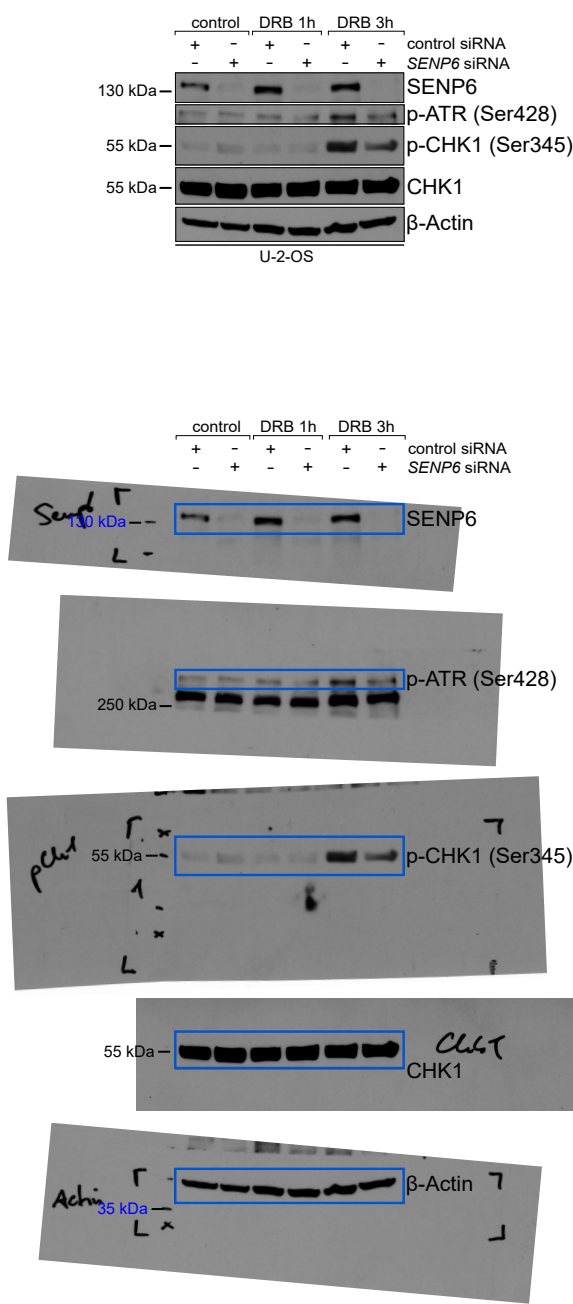 control DRB 1h DRB 3h
+ - + - + - control siRNA
- + - + - + SENP6 siRNA
130 kDa SENP6
p-ATR (Ser428)
55 kDa p-CHK1 (Ser345)
55 kDa CHK1
β-Actin
U-2-OS
control DRB 1h DRB 3h
+ - + - + - control siRNA
- + - + - + SENP6 siRNA
130 kDa SENP6
p-ATR (Ser428)
250 kDa
pChk1
55 kDa p-CHK1 (Ser345)
55 kDa
CHK1
β-Actin
Actin
35 kDa